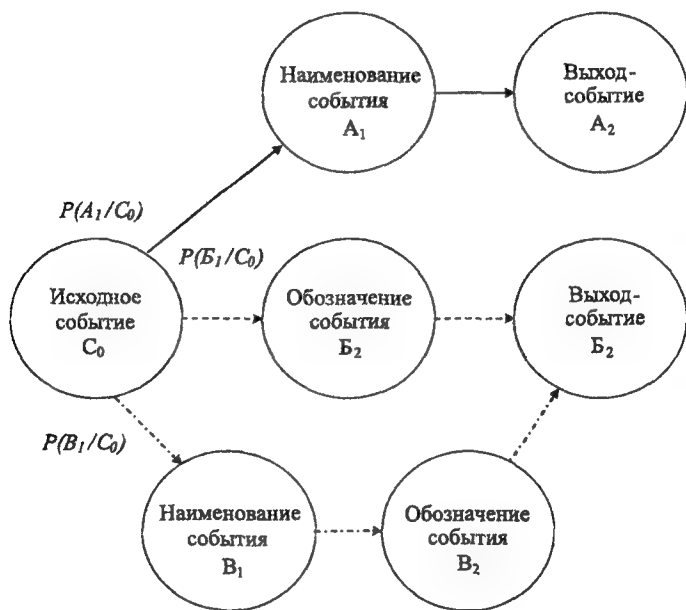 Наименование
события
А₁
Выход-
событие
А₂
P(A₁/C₀)
P(Б₁/C₀)
Исходное
событие
С₀
Обозначение
события
Б₂
Выход-
событие
Б₂
P(B₁/C₀)
Наименование
события
В₁
Обозначение
события
В₂